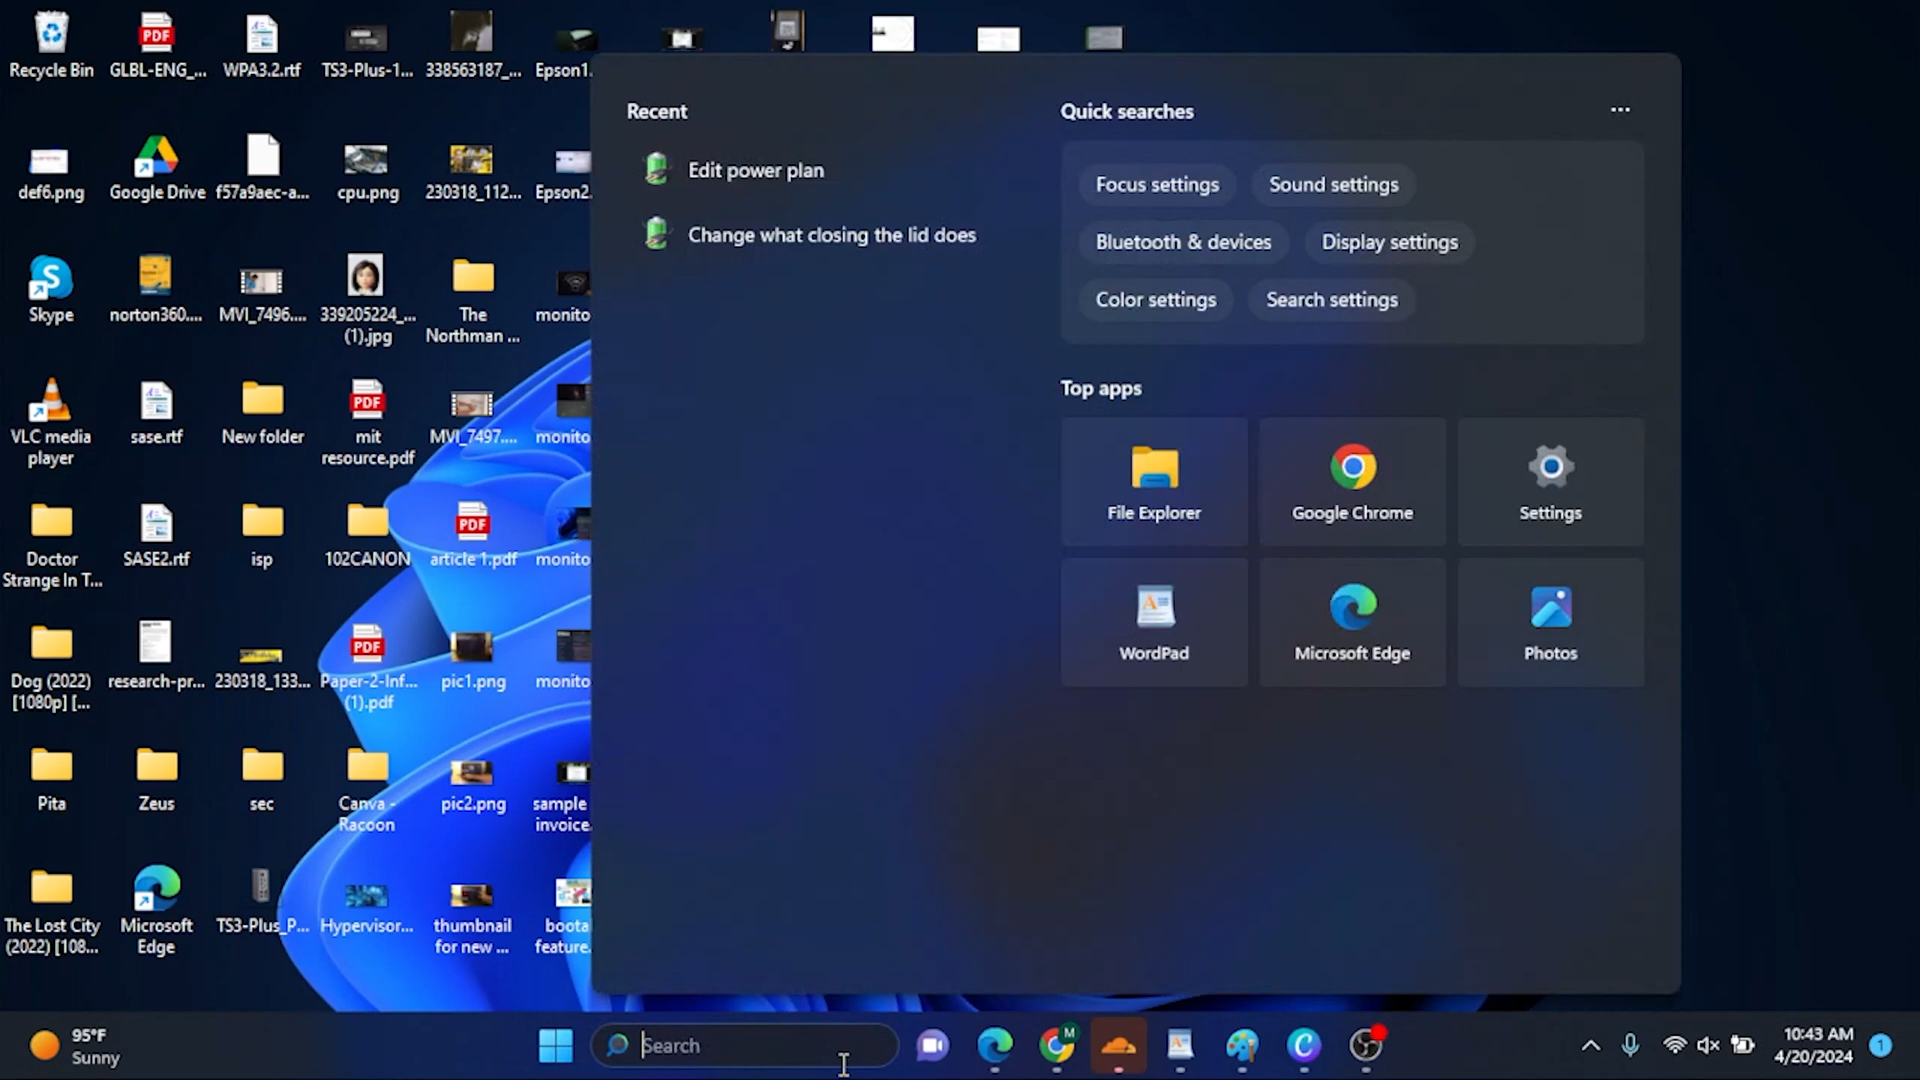 Recycle Bin
GLBL-ENG_...
WPA3.2.rtf
TS3-Plus-1...
338563187_...
Epson1.
def6.png
Google Drive
f57a9aec-a...
cpu.png
230318_112...
Epson2.
Skype
norton360....
MVI_7496....
339205224_...
(1).jpg
The
Northman ...
monito
VLC media
player
sase.rtf
New folder
mit
resource.pdf
MVI_7497....
monito
Doctor
Strange In T...
SASE2.rtf
isp
102CANON
article 1.pdf
monito
Dog (2022)
[1080p] [...
research-pr...
230318_133...
Paper-2-Inf...
(1).pdf
pic1.png
monito
Pita
Zeus
sec
Canva -
Racoon
pic2.png
sample
invoice.
The Lost City
(2022) [108...
Microsoft
Edge
TS3-Plus_P...
Hypervisor...
thumbnail
for new ...
boota
feature.
Recent
Edit power plan
Change what closing the lid does
Quick searches
...
Focus settings
Sound settings
Bluetooth & devices
Display settings
Color settings
Search settings
Top apps
File Explorer
Google Chrome
Settings
WordPad
Microsoft Edge
Photos
95°F
Sunny
Search
M
10:43 AM
4/20/2024
1